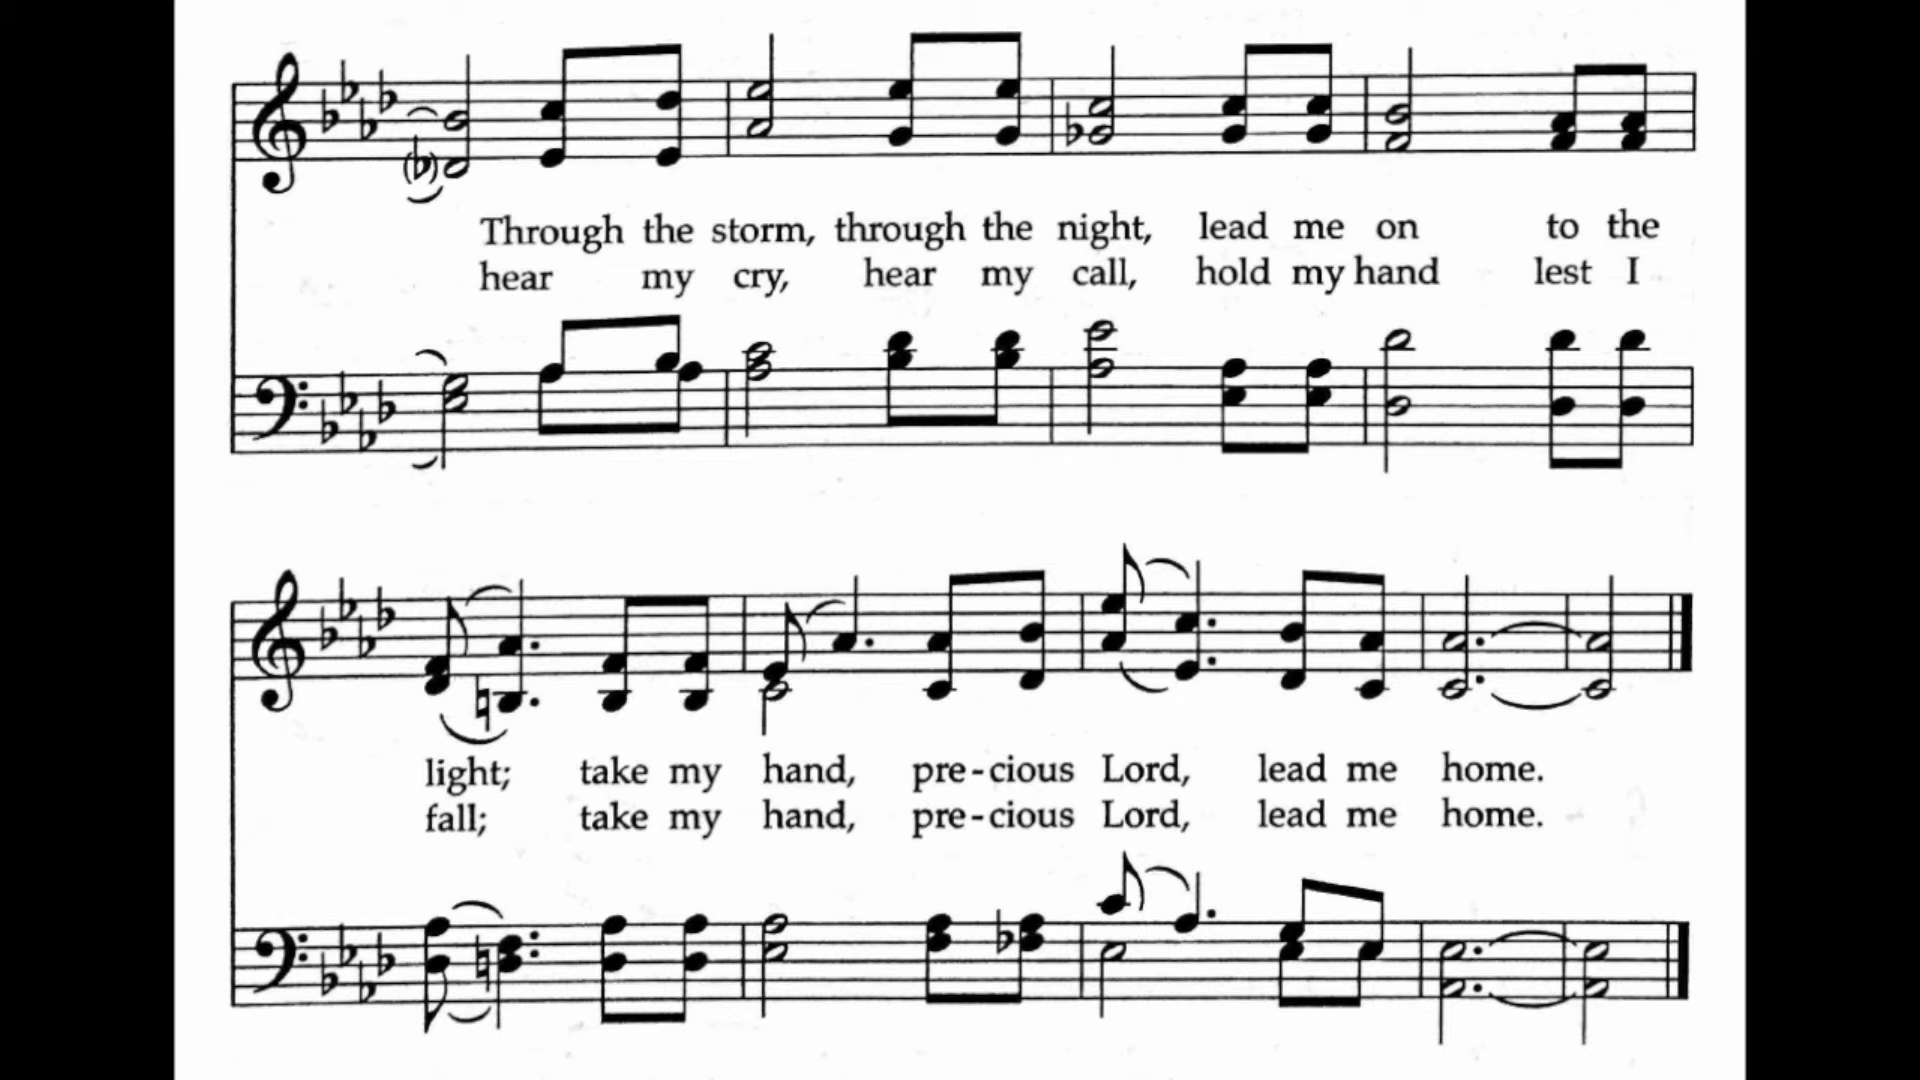 Through the storm, through the night, lead me on to the
hear my cry, hear my call, hold my hand lest I
light; take my hand, pre-cious Lord, lead me home.
fall; take my hand, pre-cious Lord, lead me home.